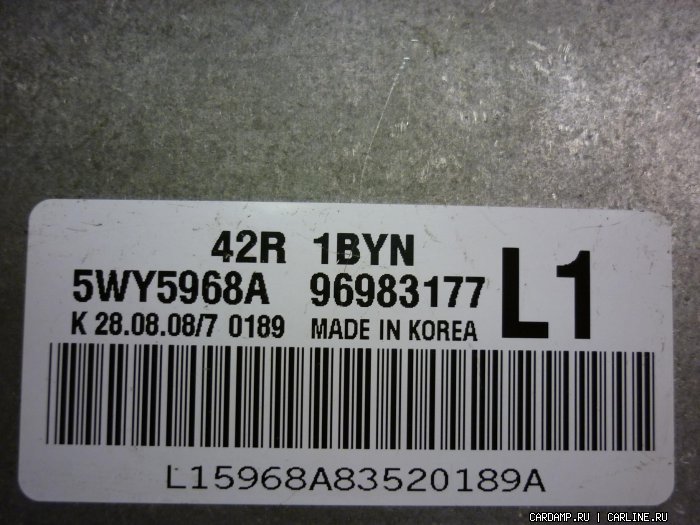 42R 1BYN
5WY5968A 96983177 L1
K 28.08.08/7 0189 MADE IN KOREA
L15968A83520189A
CARDAMP.RU | CARLINE.RU